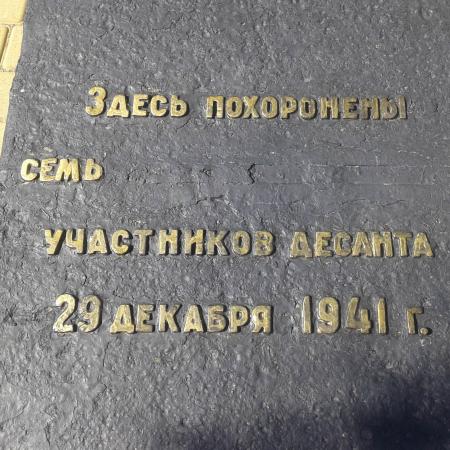 Здесь похоронены
семь
участников десанта
29 декабря 1941 г.